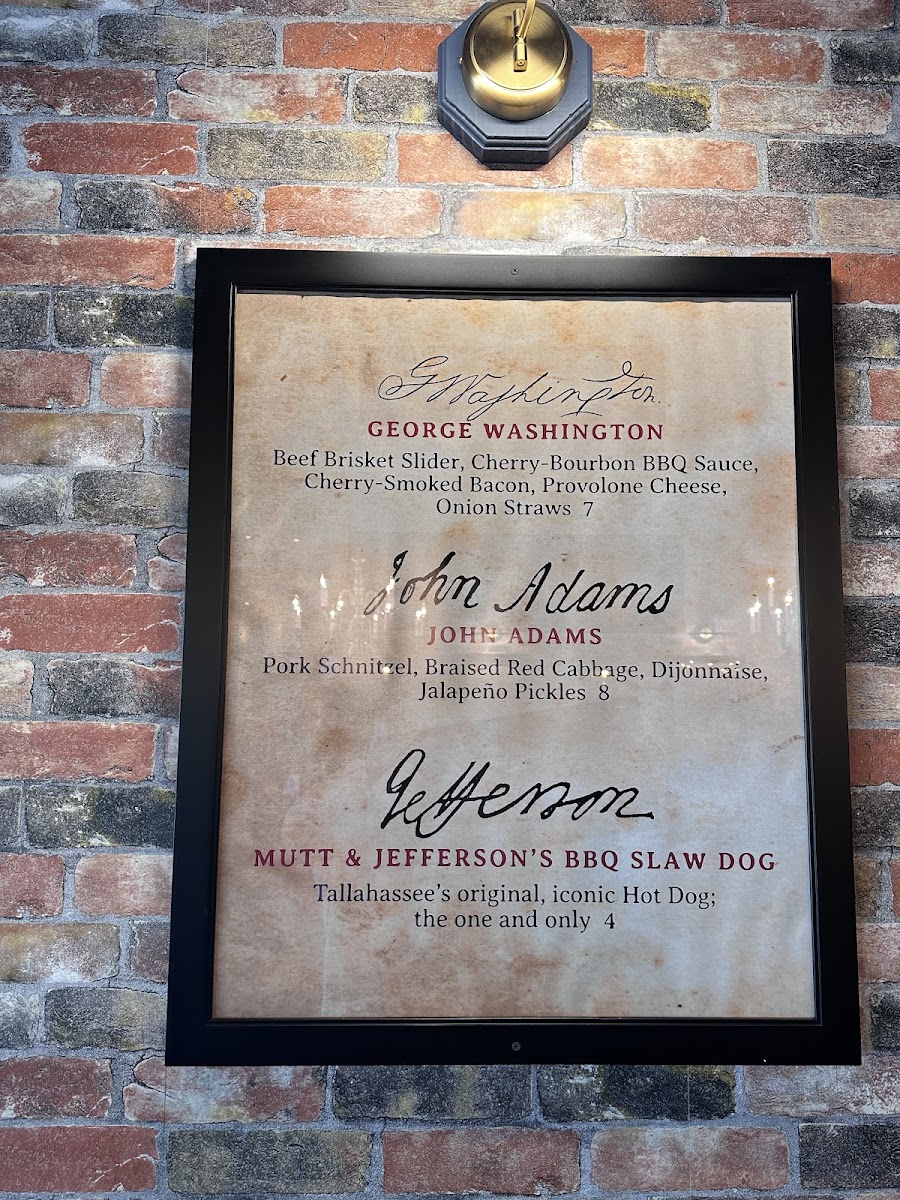 GWashington.
GEORGE WASHINGTON
Beef Brisket Slider, Cherry-Bourbon BBQ Sauce,
Cherry-Smoked Bacon, Provolone Cheese,
Onion Straws 7
John Adams
JOHN ADAMS
Pork Schnitzel, Braised Red Cabbage, Dijonnaise,
Jalapeño Pickles 8
Jefferson
MUTT & JEFFERSON'S BBQ SLAW DOG
Tallahassee's original, iconic Hot Dog;
the one and only 4